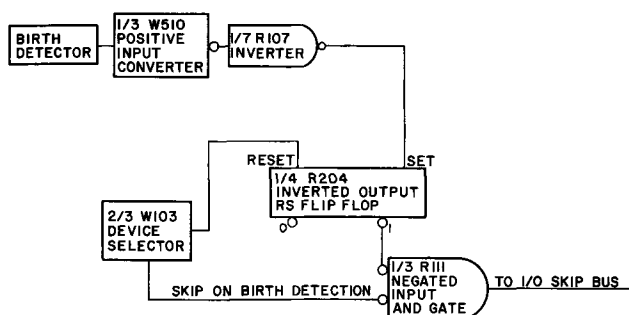 BIRTH
DETECTOR
1/3 W510
POSITIVE
INPUT
CONVERTER
1/7 R107
INVERTER
RESET
SET
1/4 R204
INVERTED OUTPUT
RS FLIP FLOP
0
1
2/3 W103
DEVICE
SELECTOR
SKIP ON BIRTH DETECTION
1/3 R111
NEGATED
INPUT
AND GATE
TO I/O SKIP BUS